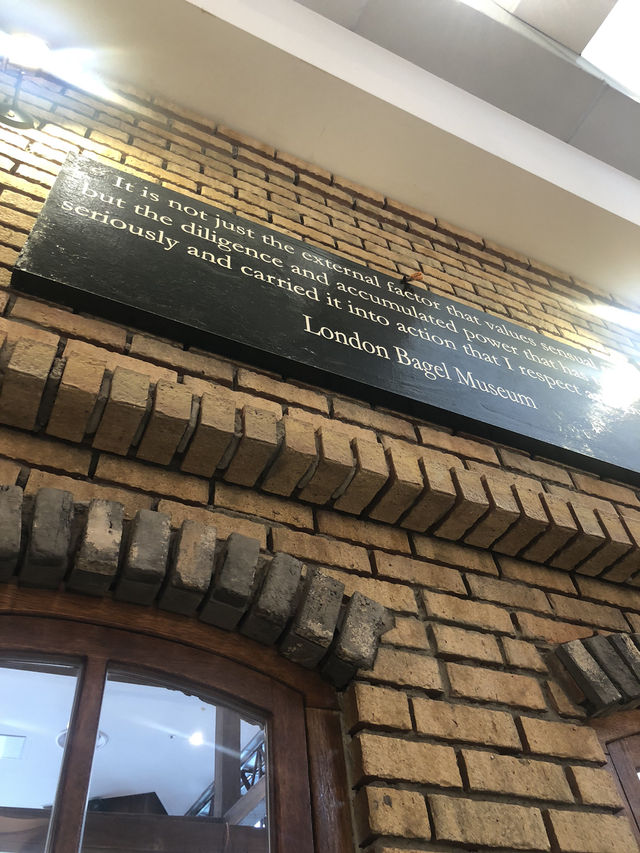 It is not just the external factor that values sensual
but the diligence and accumulated power that has
seriously and carried it into action that I respect
London Bagel Museum